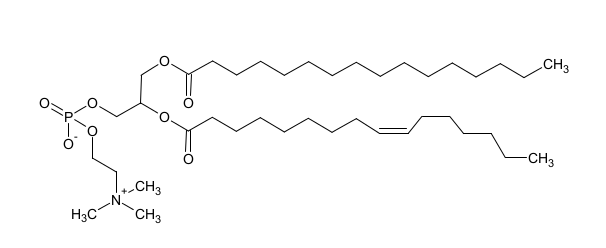 O CH3
O O
O O
P
O- O O
CH3
N+ CH3
H3C CH3